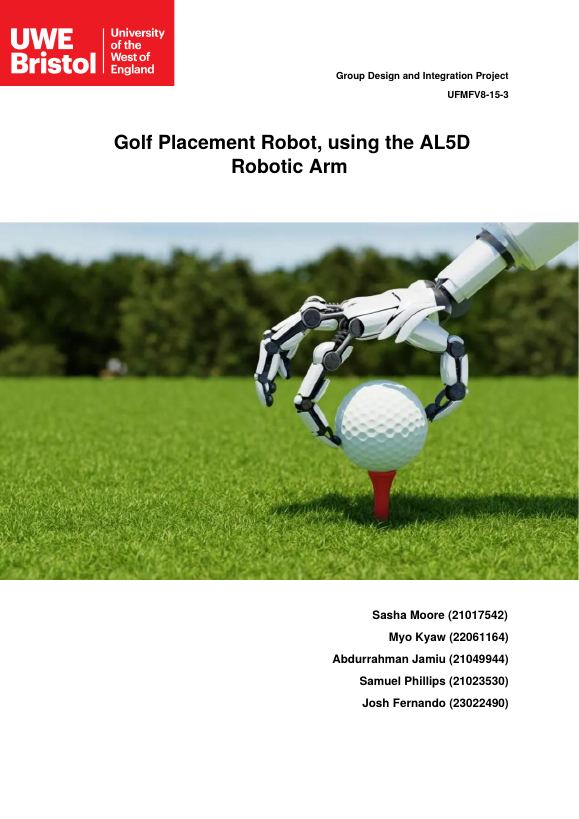 UWE
Bristol
University
of the
West of
England
Group Design and Integration Project
UFMFV8-15-3
Golf Placement Robot, using the AL5D
Robotic Arm
Sasha Moore (21017542)
Myo Kyaw (22061164)
Abdurrahman Jamiu (21049944)
Samuel Phillips (21023530)
Josh Fernando (23022490)